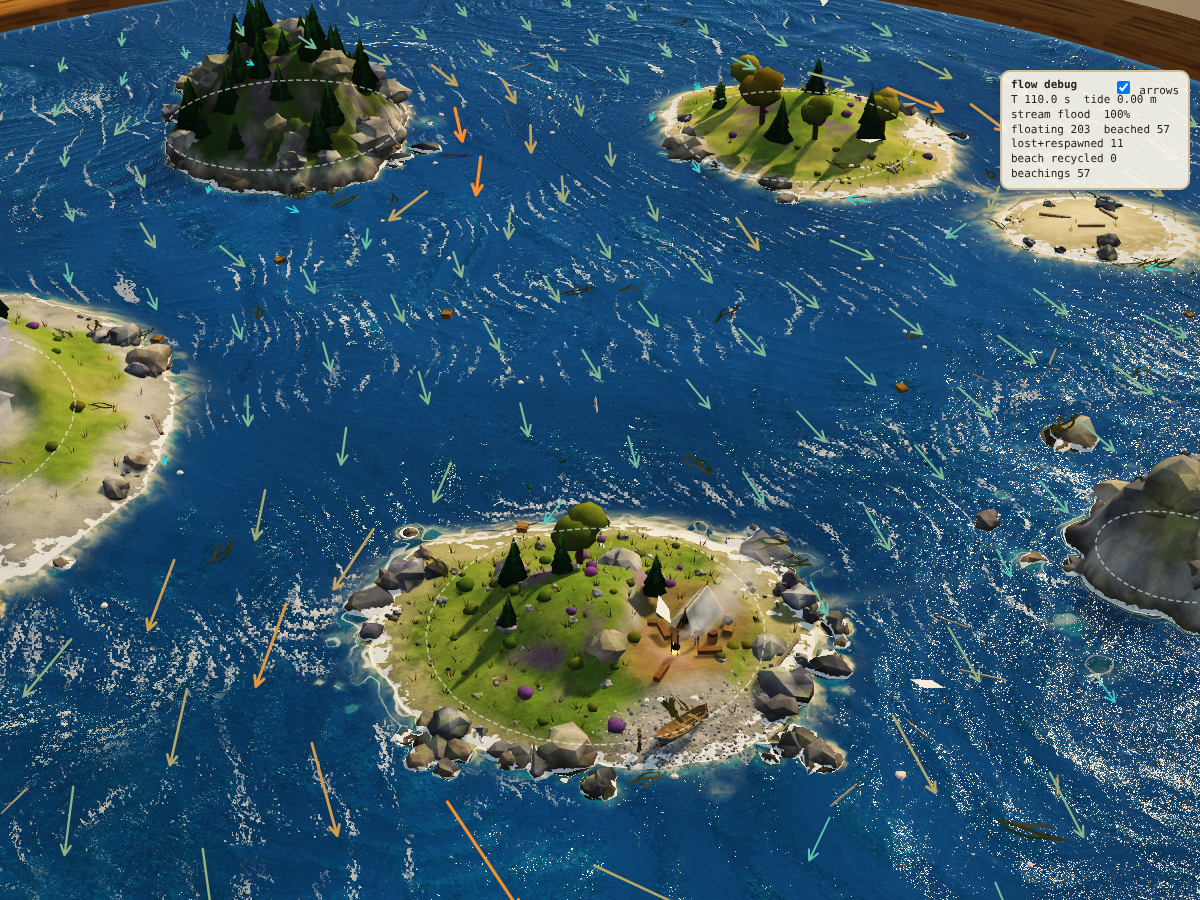 flow debug
arrows
T 110.0 s tide 0.00 m
stream flood 100%
floating 203 beached 57
lost+respawned 11
beach recycled 0
beachings 57